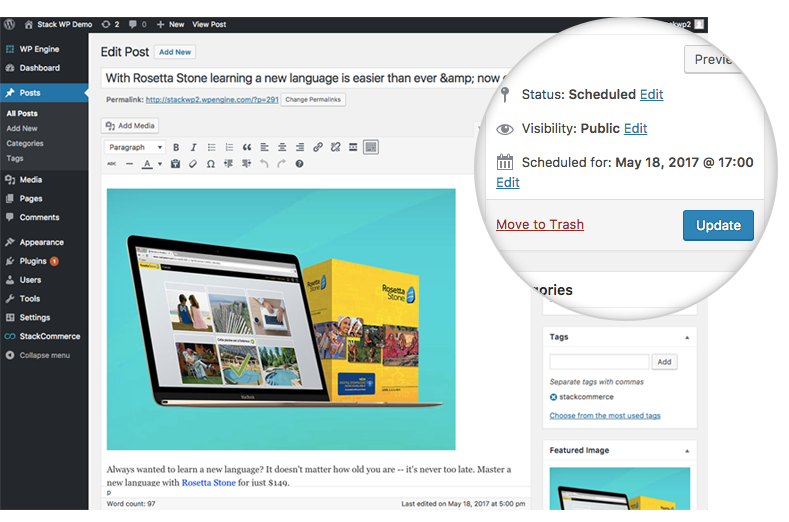 Stack WP Demo 2 0 + New View Post
kwp2
WP Engine
Dashboard
Posts
All Posts
Add New
Categories
Tags
Media
Pages
Comments
Appearance
Plugins 1
Users
Tools
Settings
StackCommerce
Collapse menu
Edit Post Add New
With Rosetta Stone learning a new language is easier than ever &amp; now
Permalink: http://stackwp2.wpengine.com/?p=291 Change Permalinks
Add Media
Paragraph B I
ABC A Ω
RosettaStone
Rosetta
Stone
MacBook
Always wanted to learn a new language? It doesn't matter how old you are -- it's never too late. Master
a new language with Rosetta Stone for just $149.
p
Word count: 97 Last edited on May 18, 2017 at 5:00 pm
Previe
Status: Scheduled Edit
Visibility: Public Edit
Scheduled for: May 18, 2017 @ 17:00
Edit
Move to Trash Update
ories
Tags
Add
Separate tags with commas
stackcommerce
Choose from the most used tags
Featured Image
Rosetta